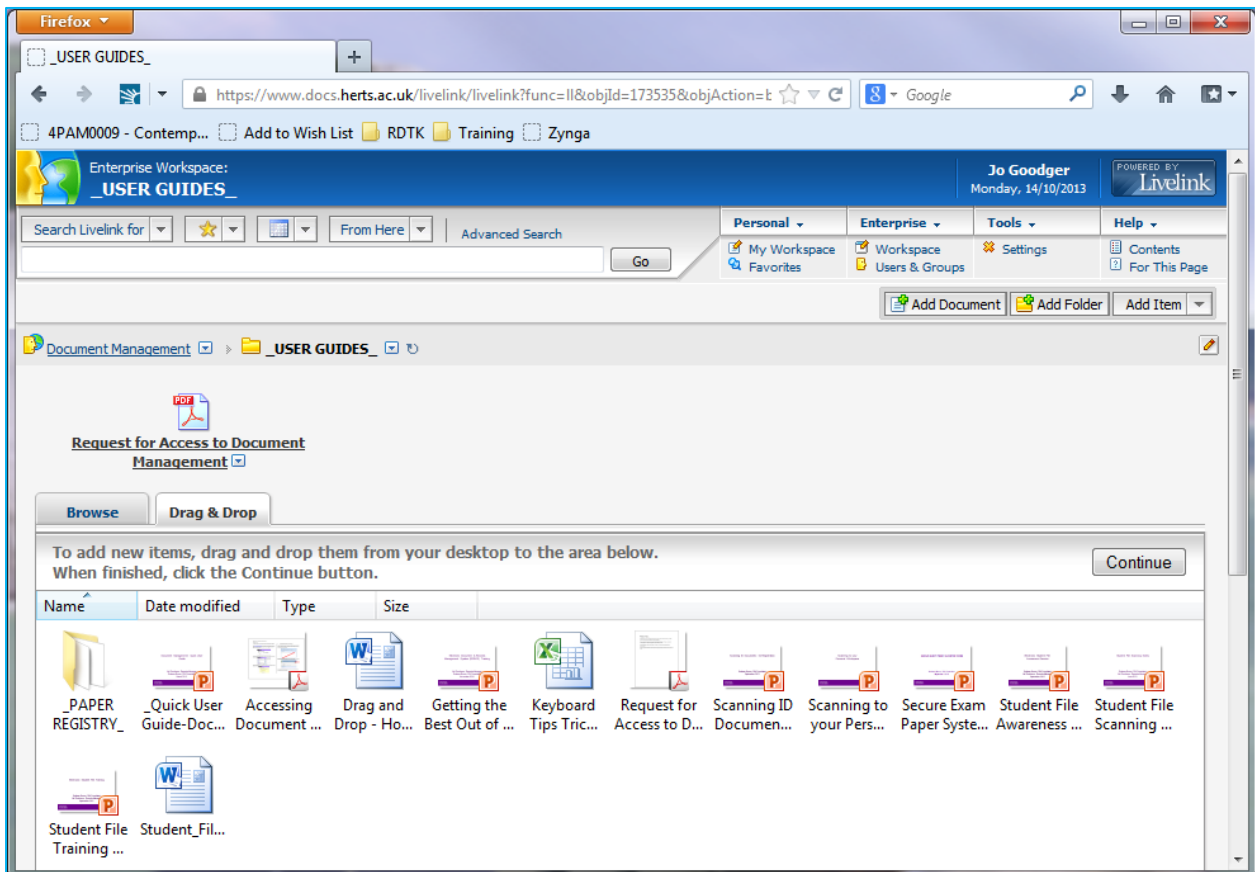 Firefox
_USER GUIDES_
https://www.docs.herts.ac.uk/livelink/livelink?func=ll&objId=173535&objAction=b
Google
4PAM0009 - Contemp... Add to Wish List RDTK Training Zynga
Enterprise Workspace:
_USER GUIDES_
Jo Goodger
Monday, 14/10/2013
POWERED BY
Livelink
Search Livelink for From Here Advanced Search
Go
Personal Enterprise Tools Help
My Workspace Workspace Settings Contents
Favorites Users & Groups For This Page
Add Document Add Folder Add Item
Document Management _USER GUIDES_
PDF
Request for Access to Document
Management
Browse Drag & Drop
To add new items, drag and drop them from your desktop to the area below.
When finished, click the Continue button.
Continue
Name Date modified Type Size
_PAPER _Quick User Accessing Drag and Getting the Keyboard Request for Scanning ID Scanning to Secure Exam Student File Student File
REGISTRY_ Guide-Doc... Document ... Drop - Ho... Best Out of ... Tips Tric... Access to D... Documen... your Pers... Paper Syste... Awareness ... Scanning ...
Student File Student_Fil...
Training ...